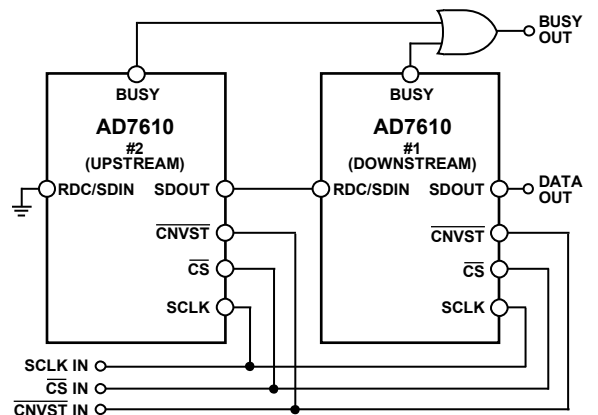 BUSY
OUT
BUSY
AD7610
#2
(UPSTREAM)
RDC/SDIN SDOUT
CNVST
CS
SCLK
BUSY
AD7610
#1
(DOWNSTREAM)
RDC/SDIN SDOUT
DATA
OUT
CNVST
CS
SCLK
SCLK IN
CS IN
CNVST IN